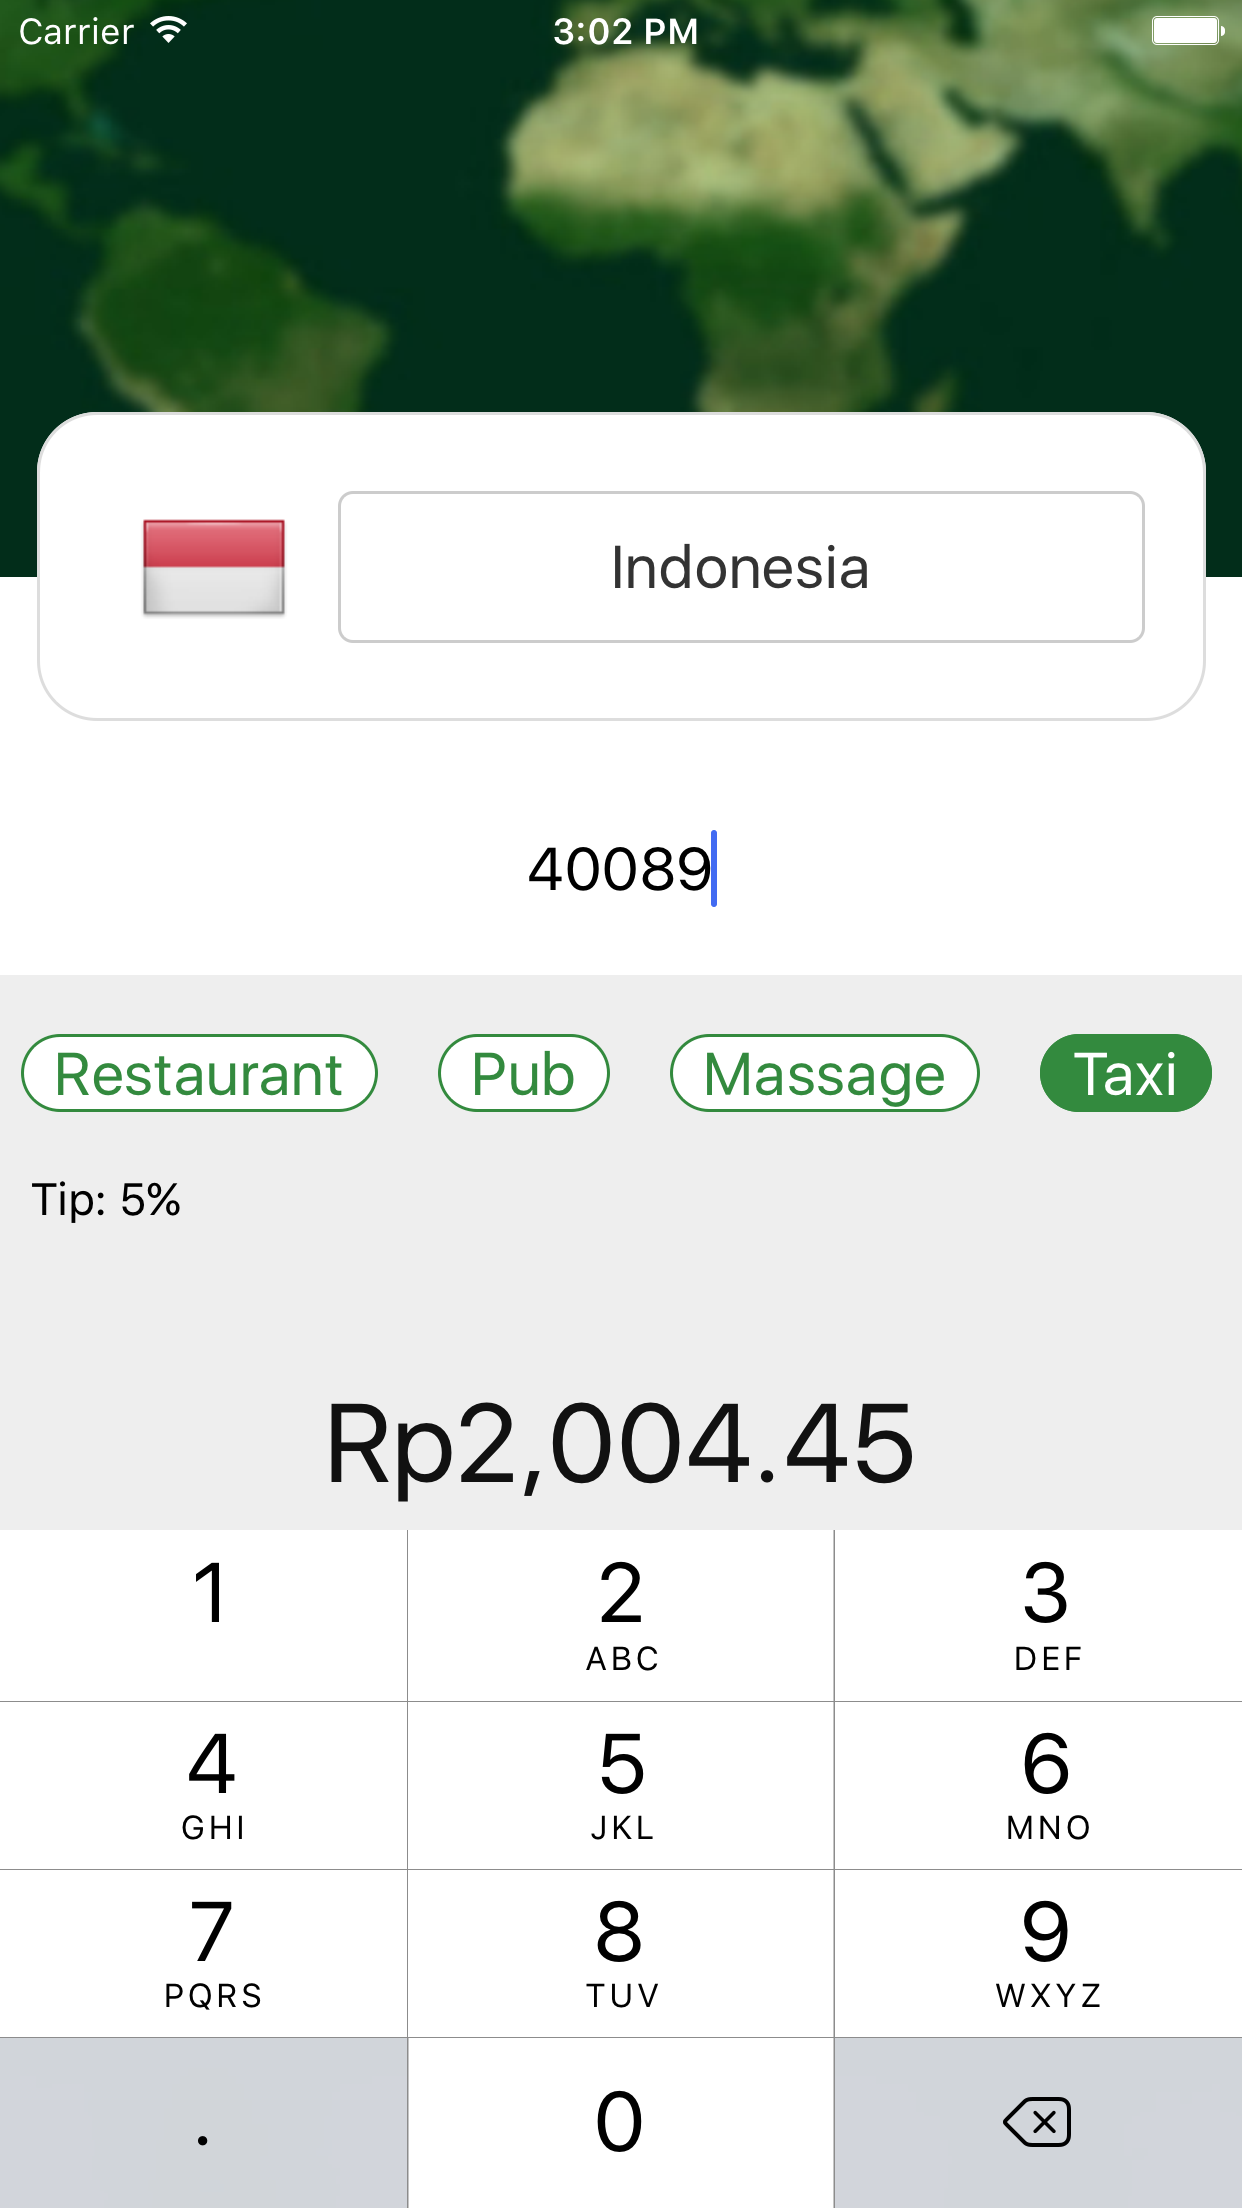 Carrier 3:02 PM
Indonesia
40089
Restaurant Pub Massage Taxi
Tip: 5%
Rp2,004.45
1 2 3
ABC DEF
4 5 6
GHI JKL MNO
7 8 9
PQRS TUV WXYZ
. 0